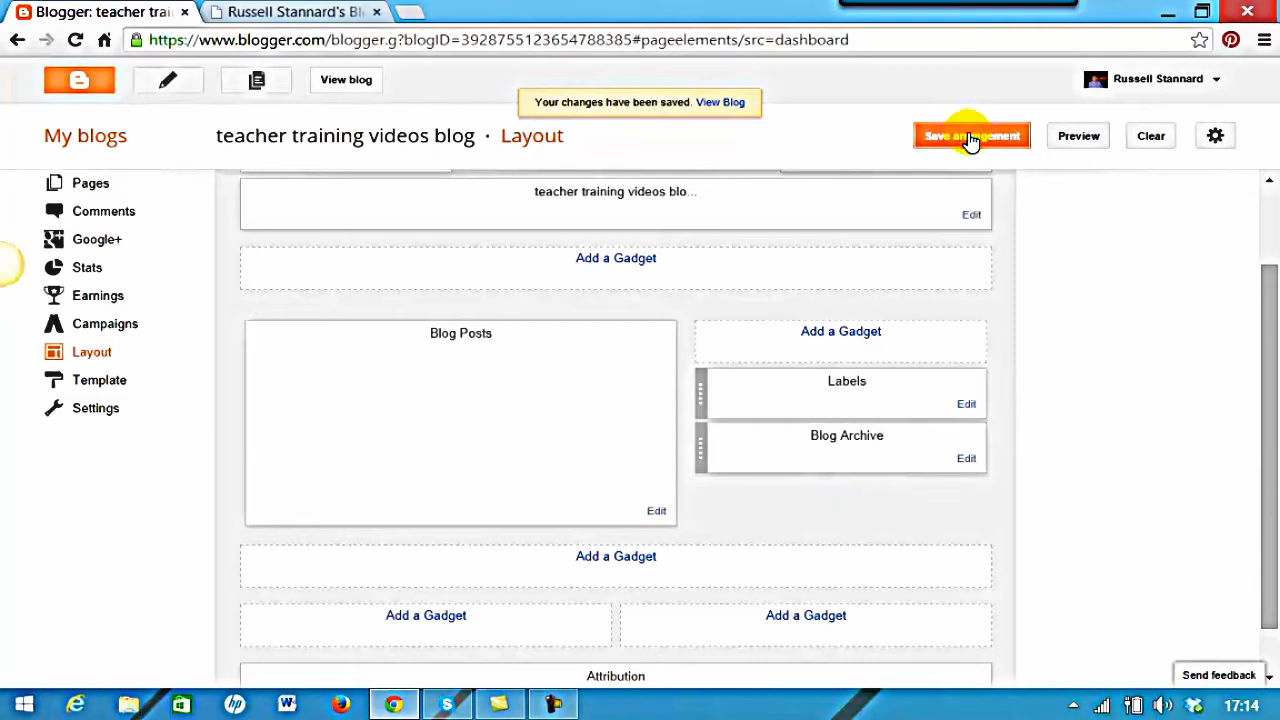 Blogger: teacher trai
Russell Stannard's Bl
https://www.blogger.com/blogger.g?blogID=3928755123654788385#pageelements/src=dashboard
View blog
Russell Stannard
Your changes have been saved. View Blog
My blogs
teacher training videos blog · Layout
Save arrangement
Preview
Clear
Pages
Comments
Google+
Stats
Earnings
Campaigns
Layout
Template
Settings
teacher training videos blo...
Edit
Add a Gadget
Blog Posts
Edit
Add a Gadget
Labels
Edit
Blog Archive
Edit
Add a Gadget
Add a Gadget
Add a Gadget
Attribution
Send feedback
17:14